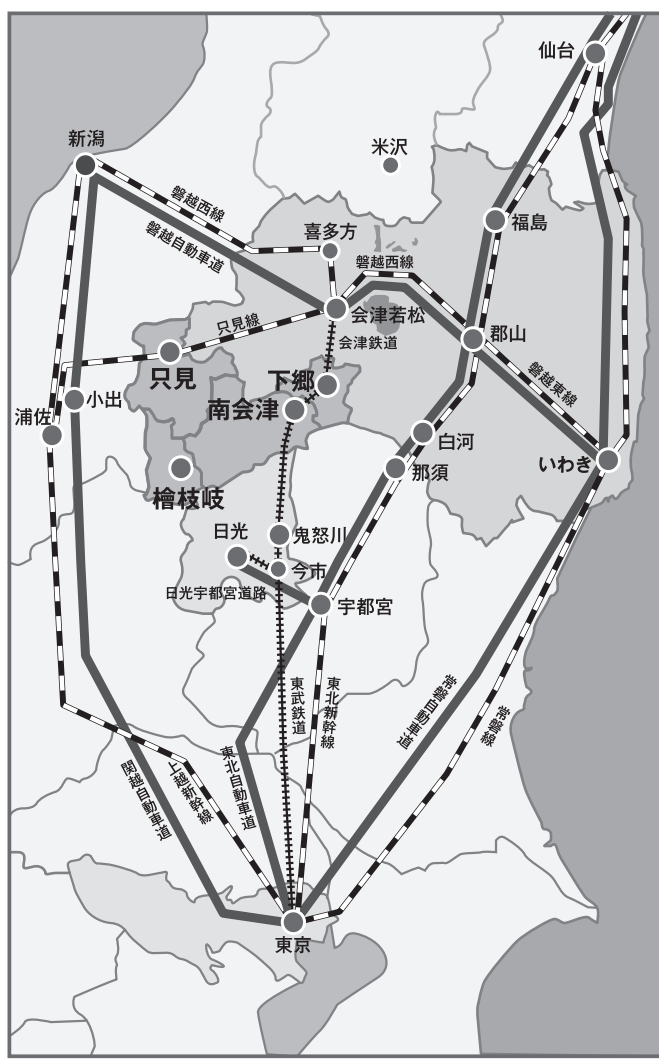 仙台
新潟
米沢
磐越西線
磐越自動車道
喜多方
福島
磐越西線
会津若松
只見線
会津鉄道
郡山
只見
下郷
磐越東線
小出
南会津
浦佐
白河
いわき
那須
檜枝岐
日光
鬼怒川
今市
日光宇都宮道路
宇都宮
東武鉄道
東北新幹線
常磐自動車道
常磐線
東北自動車道
上越新幹線
関越自動車道
東京